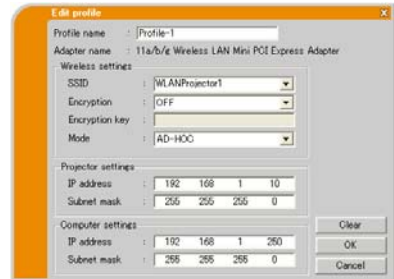 Edit profile
Profile name : Profile-1
Adapter name : 11a/b/g Wireless LAN Mini PCI Express Adapter
Wireless settings
SSID : WLANProjector1
Encryption : OFF
Encryption key :
Mode : AD-HOC
Projector settings
IP address : 192 168 1 10
Subnet mask : 255 255 255 0
Computer settings
IP address : 192 168 1 250
Subnet mask : 255 255 255 0
Clear
OK
Cancel